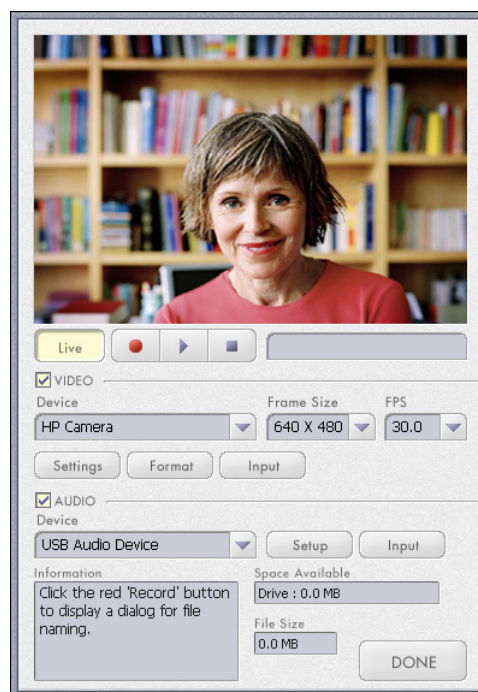 Live
VIDEO
Device Frame Size FPS
HP Camera 640 X 480 30.0
Settings Format Input
AUDIO
Device
USB Audio Device Setup Input
Information Space Available
Click the red 'Record' button Drive : 0.0 MB
to display a dialog for file
naming. File Size
0.0 MB
DONE